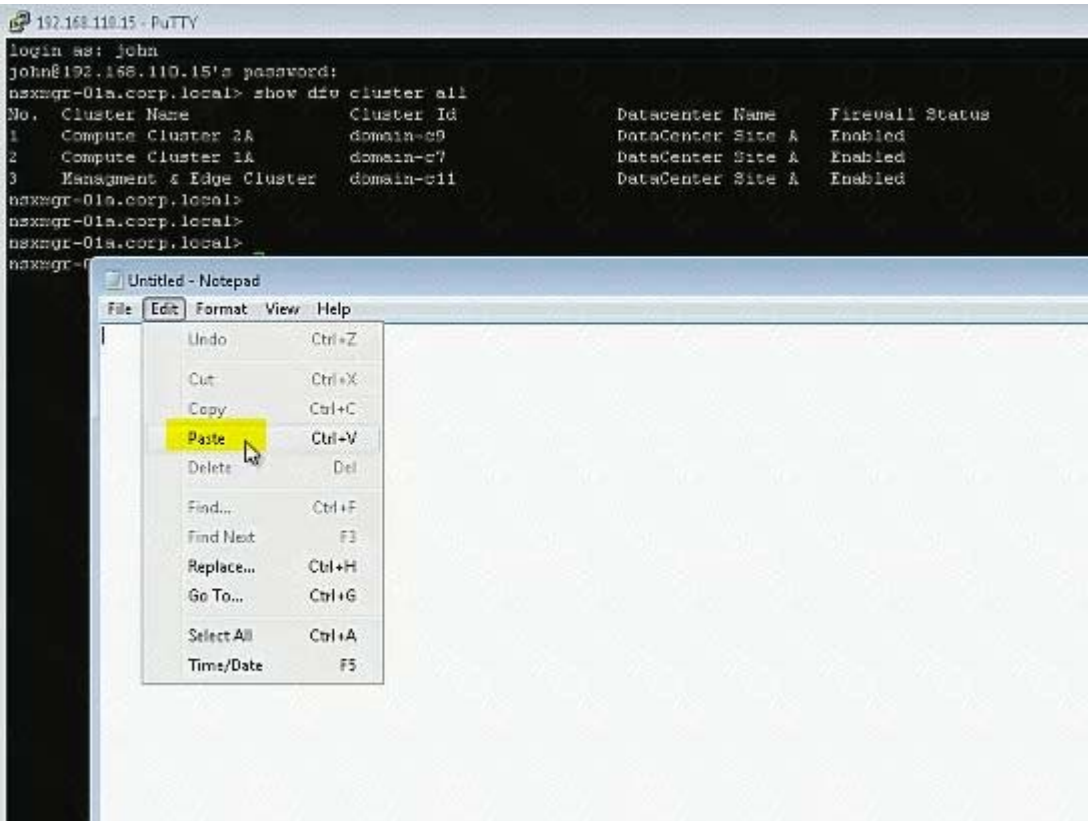 192.168.110.15 - PuTTY
login as: john
john@192.168.110.15's password:
nsxmgr-01a.corp.local> show dfw cluster all
No. Cluster Name Cluster Id Datacenter Name Firewall Status
1 Compute Cluster 2A domain-c9 DataCenter Site A Enabled
2 Compute Cluster 1A domain-c7 DataCenter Site A Enabled
3 Managment & Edge Cluster domain-c11 DataCenter Site A Enabled
nsxmgr-01a.corp.local>
nsxmgr-01a.corp.local>
nsxmgr-01a.corp.local>
nsxmgr-0
Untitled - Notepad
File Edit Format View Help
Undo Ctrl+Z
Cut Ctrl+X
Copy Ctrl+C
Paste Ctrl+V
Delete Del
Find... Ctrl+F
Find Next F3
Replace... Ctrl+H
Go To... Ctrl+G
Select All Ctrl+A
Time/Date F5